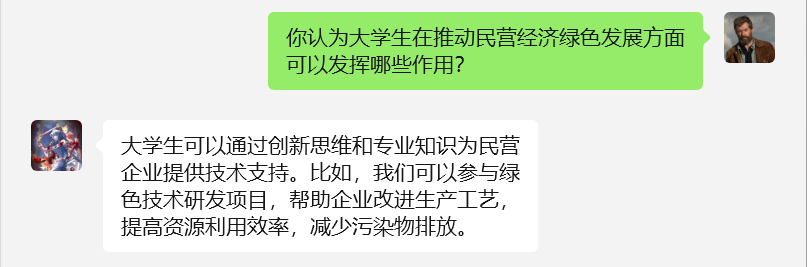 你认为大学生在推动民营经济绿色发展方面
可以发挥哪些作用？
大学生可以通过创新思维和专业知识为民营
企业提供技术支持。比如，我们可以参与绿
色技术研发项目，帮助企业改进生产工艺，
提高资源利用效率，减少污染物排放。